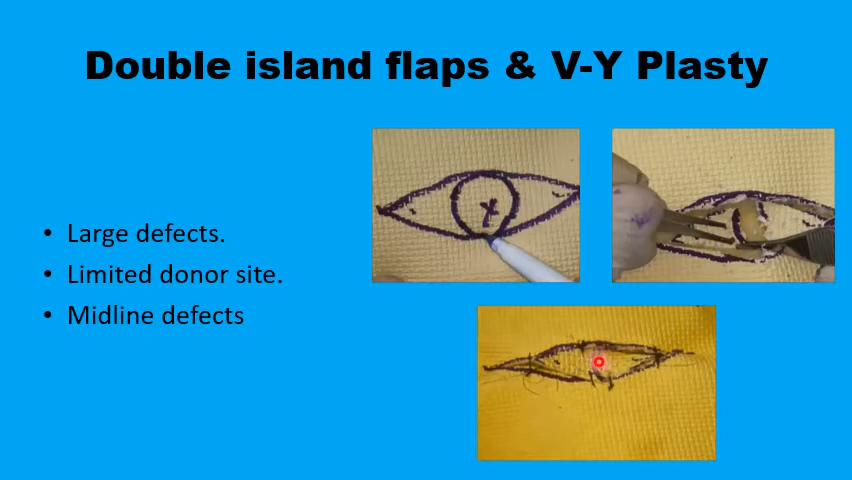 Double island flaps & V-Y Plasty
• Large defects.
• Limited donor site.
• Midline defects
x